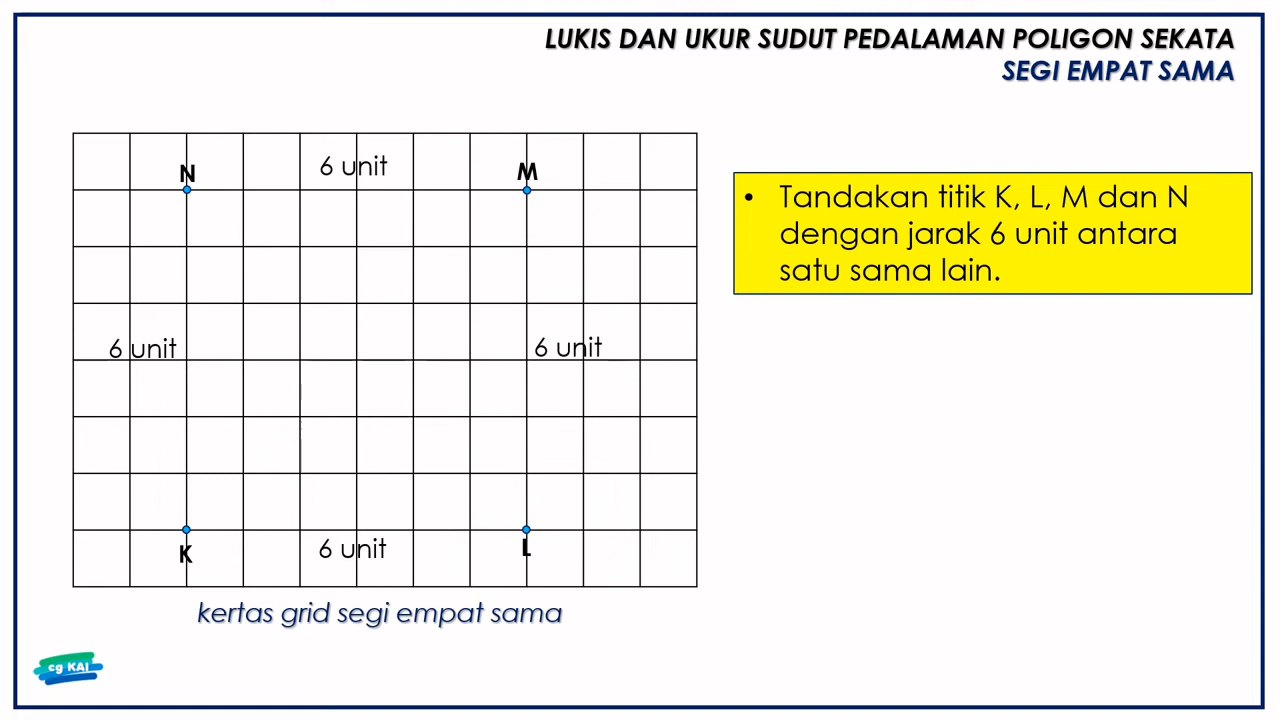 LUKIS DAN UKUR SUDUT PEDALAMAN POLIGON SEKATA
SEGI EMPAT SAMA
N
6 unit
M
6 unit
6 unit
K
6 unit
L
kertas grid segi empat sama
• Tandakan titik K, L, M dan N
dengan jarak 6 unit antara
satu sama lain.
cg KAI